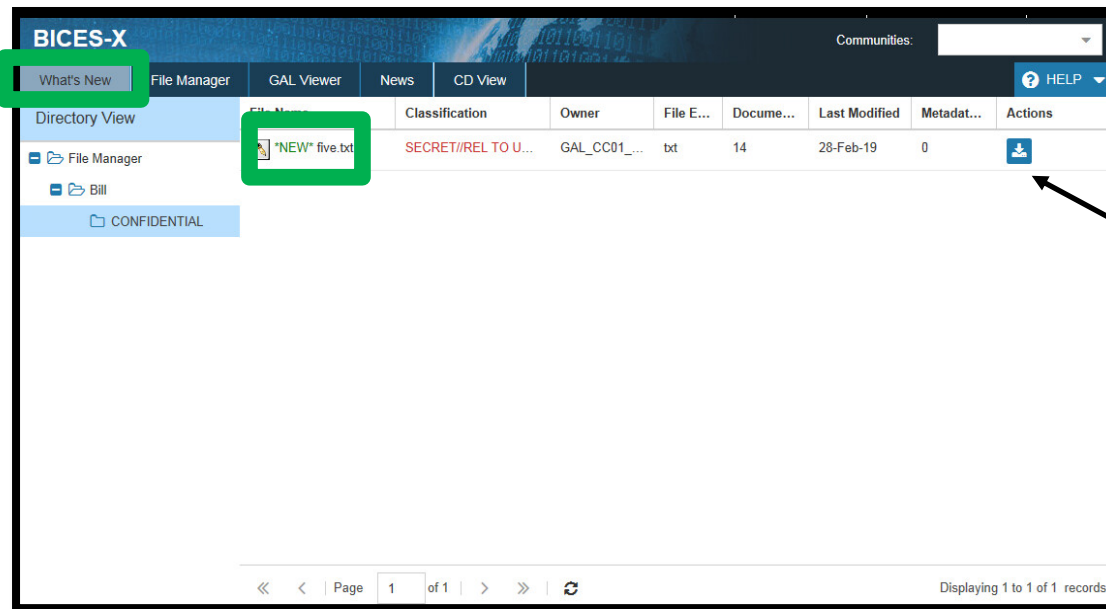 BICES-X
Communities:
What's New File Manager GAL Viewer News CD View HELP
Directory View File Name Classification Owner File E... Docume... Last Modified Metadat... Actions
File Manager *NEW* five.txt SECRET//REL TO U... GAL_CC01_... txt 14 28-Feb-19 0
Bill
CONFIDENTIAL
Page 1 of 1 Displaying 1 to 1 of 1 records